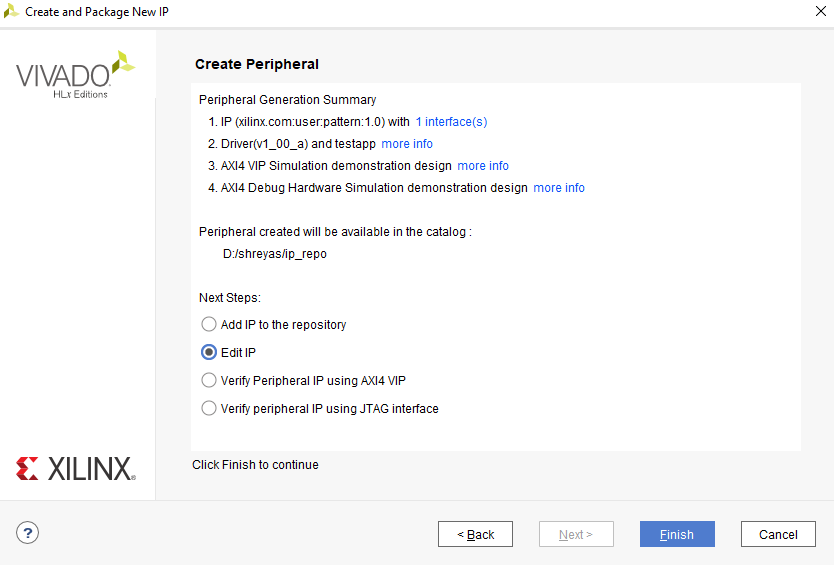 Create and Package New IP
VIVADO
HLx Editions
Create Peripheral
Peripheral Generation Summary
1. IP (xilinx.com:user:pattern:1.0) with 1 interface(s)
2. Driver(v1_00_a) and testapp more info
3. AXI4 VIP Simulation demonstration design more info
4. AXI4 Debug Hardware Simulation demonstration design more info
Peripheral created will be available in the catalog :
D:/shreyas/ip_repo
Next Steps:
Add IP to the repository
Edit IP
Verify Peripheral IP using AXI4 VIP
Verify peripheral IP using JTAG interface
XILINX
Click Finish to continue
?
< Back
Next >
Finish
Cancel